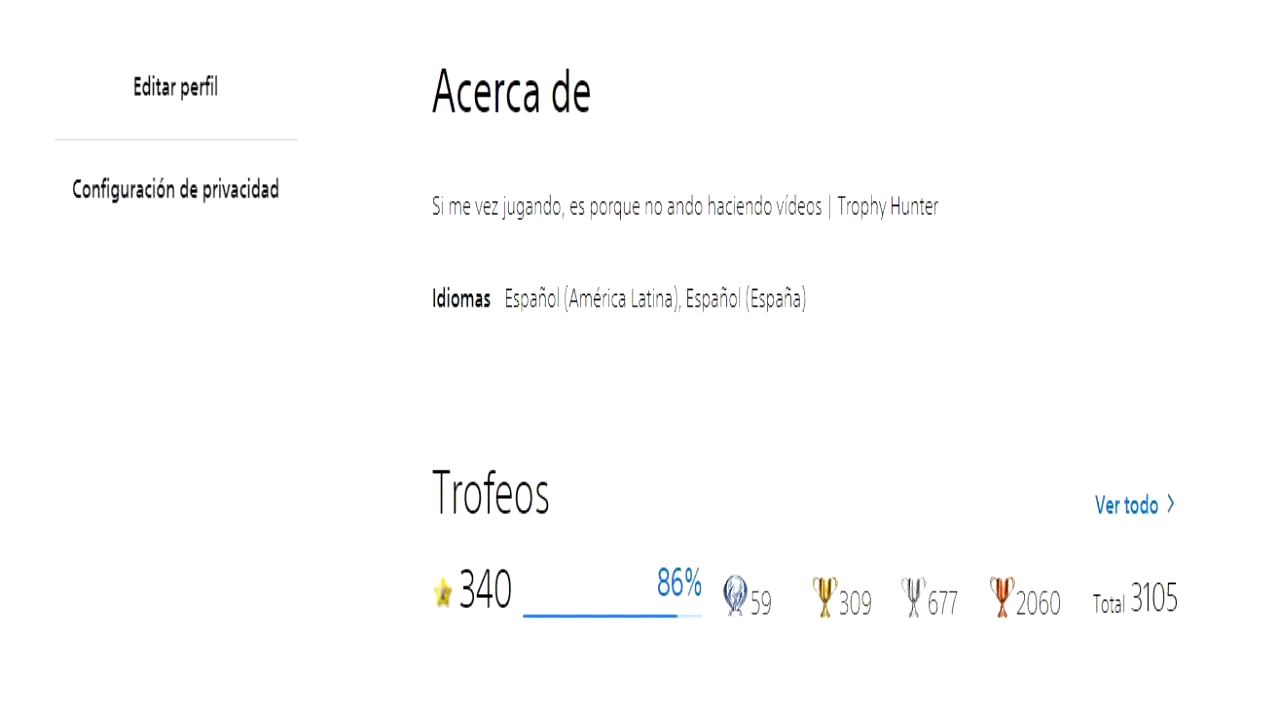 Editar perfil
Configuración de privacidad
Acerca de
Si me vez jugando, es porque no ando haciendo vídeos | Trophy Hunter
Idiomas Español (América Latina), Español (España)
Trofeos
Ver todo >
340 86% 59 309 677 2060 Total 3105